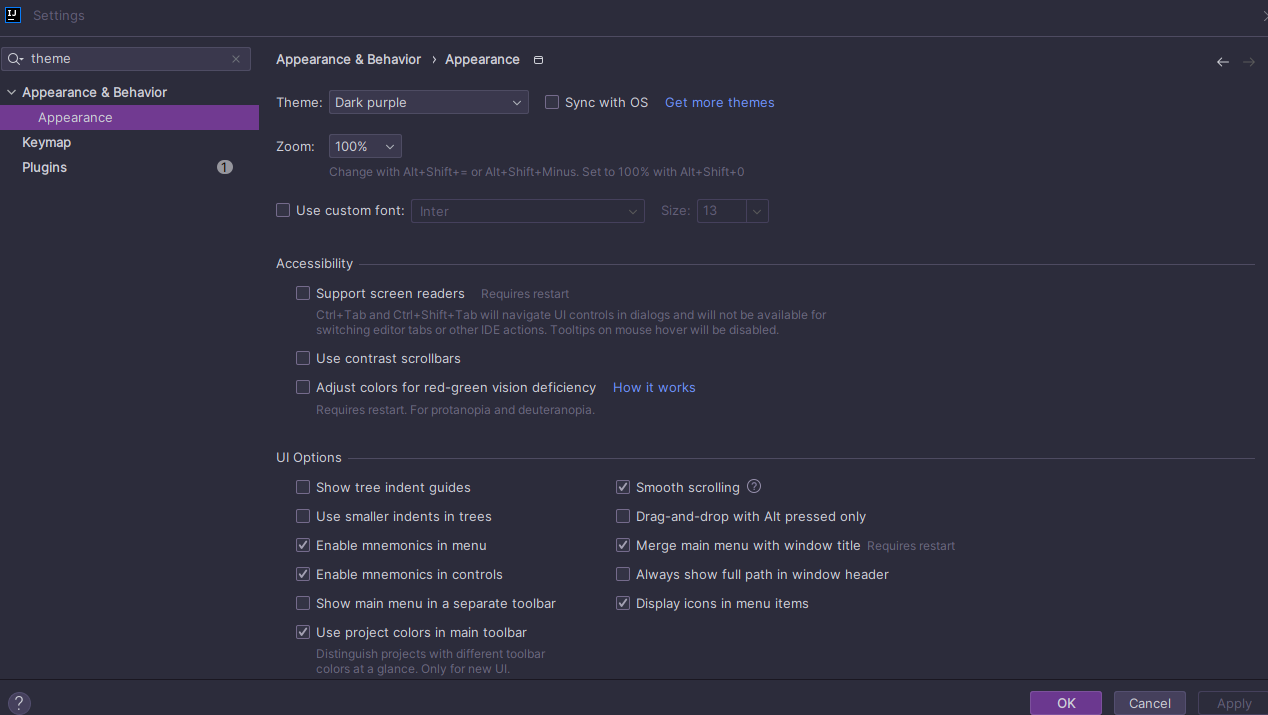 IJ Settings
theme
Appearance & Behavior
Appearance
Keymap
Plugins 1
Appearance & Behavior › Appearance
Theme: Dark purple Sync with OS Get more themes
Zoom: 100%
Change with Alt+Shift+= or Alt+Shift+Minus. Set to 100% with Alt+Shift+0
Use custom font: Inter Size: 13
Accessibility
Support screen readers Requires restart
Ctrl+Tab and Ctrl+Shift+Tab will navigate UI controls in dialogs and will not be available for
switching editor tabs or other IDE actions. Tooltips on mouse hover will be disabled.
Use contrast scrollbars
Adjust colors for red-green vision deficiency How it works
Requires restart. For protanopia and deuteranopia.
UI Options
Show tree indent guides Smooth scrolling ?
Use smaller indents in trees Drag-and-drop with Alt pressed only
Enable mnemonics in menu Merge main menu with window title Requires restart
Enable mnemonics in controls Always show full path in window header
Show main menu in a separate toolbar Display icons in menu items
Use project colors in main toolbar
Distinguish projects with different toolbar
colors at a glance. Only for new UI.
? OK Cancel Apply